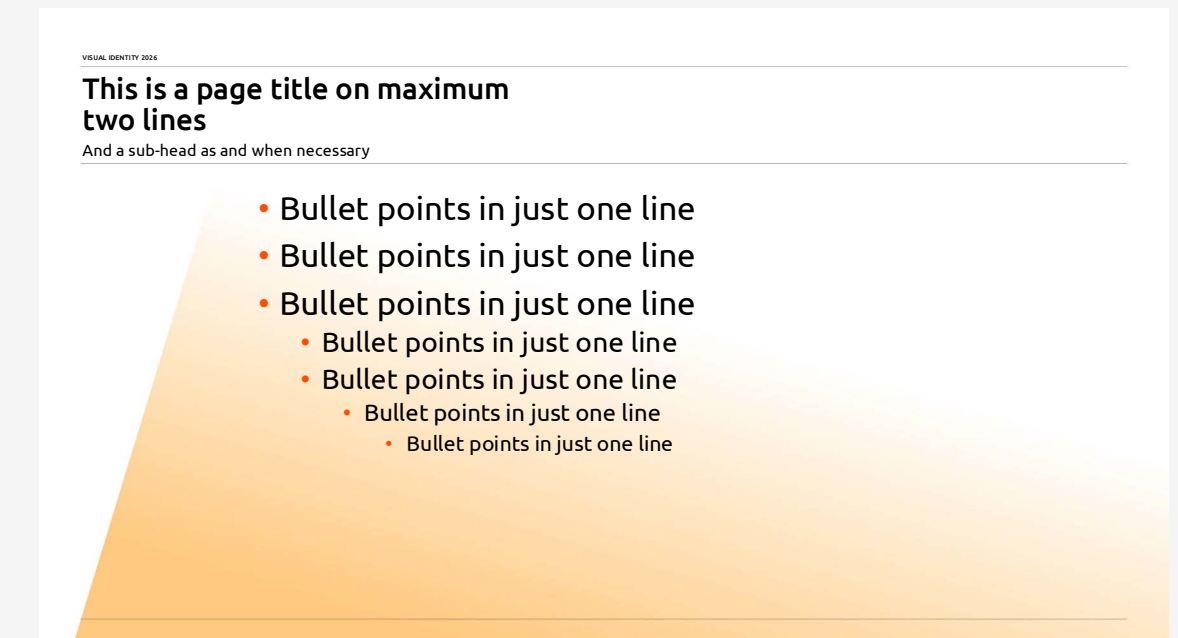 VISUAL IDENTITY 2026
This is a page title on maximum
two lines
And a sub-head as and when necessary
• Bullet points in just one line
• Bullet points in just one line
• Bullet points in just one line
• Bullet points in just one line
• Bullet points in just one line
• Bullet points in just one line
• Bullet points in just one line